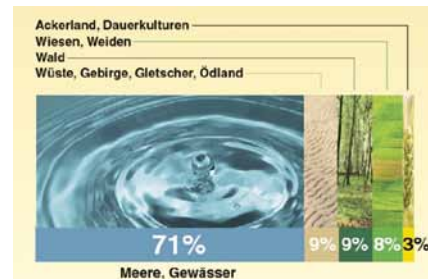 Ackerland, Dauerkulturen
Wiesen, Weiden
Wald
Wüste, Gebirge, Gletscher, Ödland
71% 9% 9% 8% 3%
Meere, Gewässer